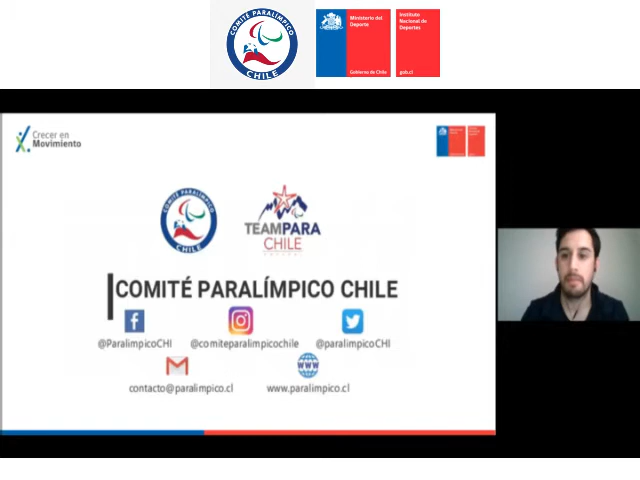 COMITÉ PARALÍMPICO
CHILE
Ministerio del
Deporte
Gobierno de Chile
Instituto
Nacional de
Deportes
gob.cl
Crecer en
Movimiento
COMITÉ PARALÍMPICO
CHILE
TEAMPARA
CHILE
COMITÉ PARALÍMPICO CHILE
@ParalimpicoCHI
@comiteparalimpicochile
@paralimpicoCHI
contacto@paralimpico.cl
www.paralimpico.cl